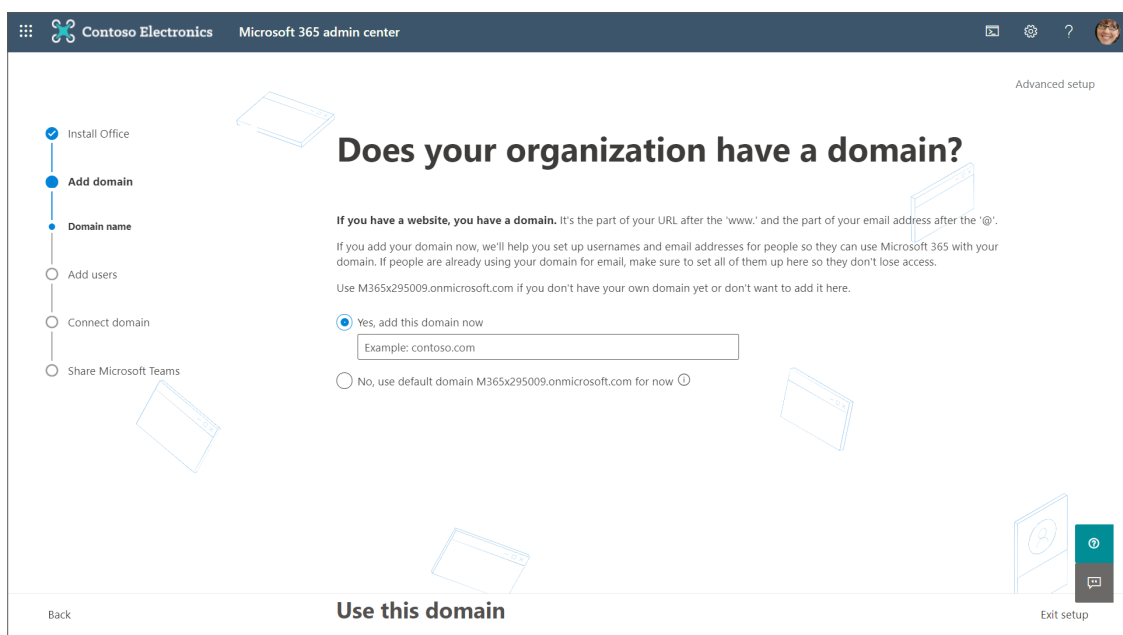 Contoso Electronics Microsoft 365 admin center
Advanced setup
Install Office
Add domain
Domain name
Add users
Connect domain
Share Microsoft Teams
Does your organization have a domain?
If you have a website, you have a domain. It's the part of your URL after the 'www.' and the part of your email address after the '@'.
If you add your domain now, we'll help you set up usernames and email addresses for people so they can use Microsoft 365 with your
domain. If people are already using your domain for email, make sure to set all of them up here so they don't lose access.
Use M365x295009.onmicrosoft.com if you don't have your own domain yet or don't want to add it here.
Yes, add this domain now
Example: contoso.com
No, use default domain M365x295009.onmicrosoft.com for now
Back
Use this domain
Exit setup